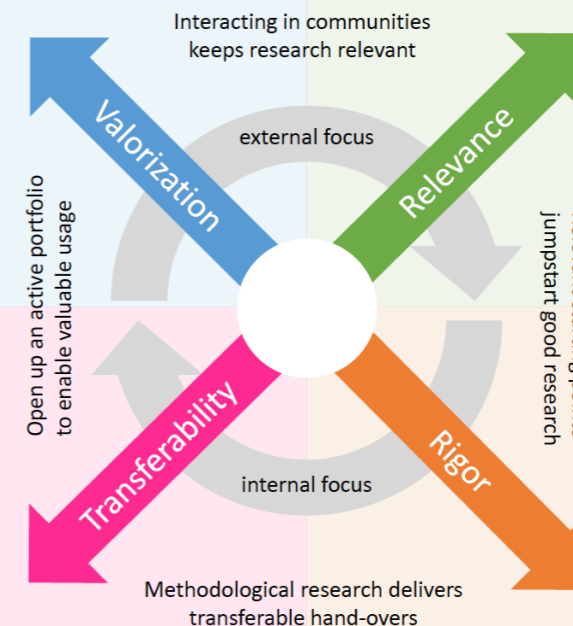 Interacting in communities
keeps research relevant
Valorization
external focus
Relevance
Open up an active portfolio
to enable valuable usage
jumpstart good research
Transferability
internal focus
Rigor
Methodological research delivers
transferable hand-overs